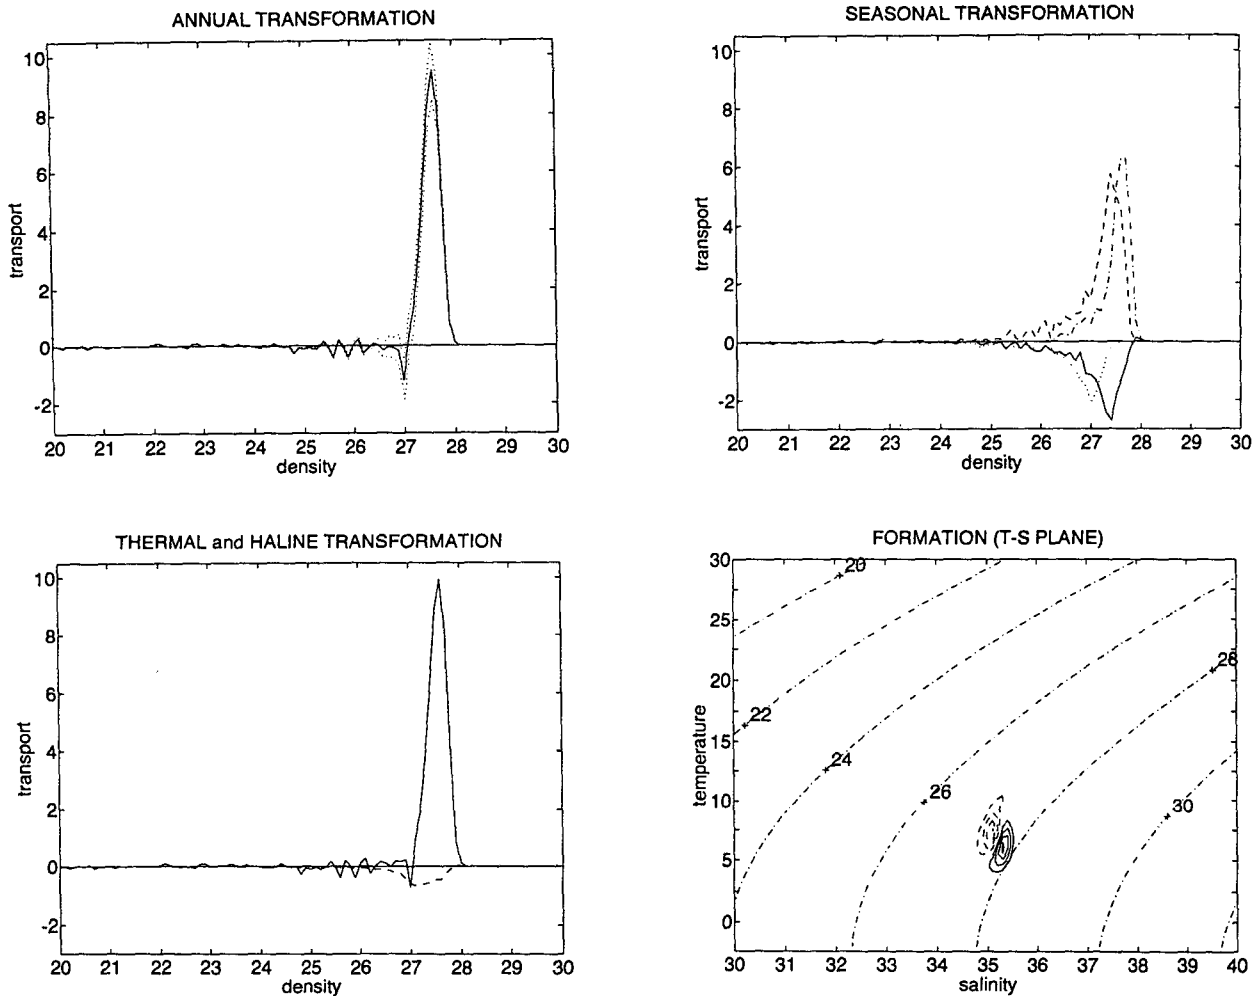 ANNUAL TRANSFORMATION
10
8
6
4
2
0
-2
transport
20 21 22 23 24 25 26 27 28 29 30
density
SEASONAL TRANSFORMATION
10
8
6
4
2
0
-2
transport
20 21 22 23 24 25 26 27 28 29 30
density
THERMAL and HALINE TRANSFORMATION
10
8
6
4
2
0
-2
transport
20 21 22 23 24 25 26 27 28 29 30
density
FORMATION (T-S PLANE)
30
25
20
15
10
5
0
temperature
20
22
24
26
28
30
30 31 32 33 34 35 36 37 38 39 40
salinity